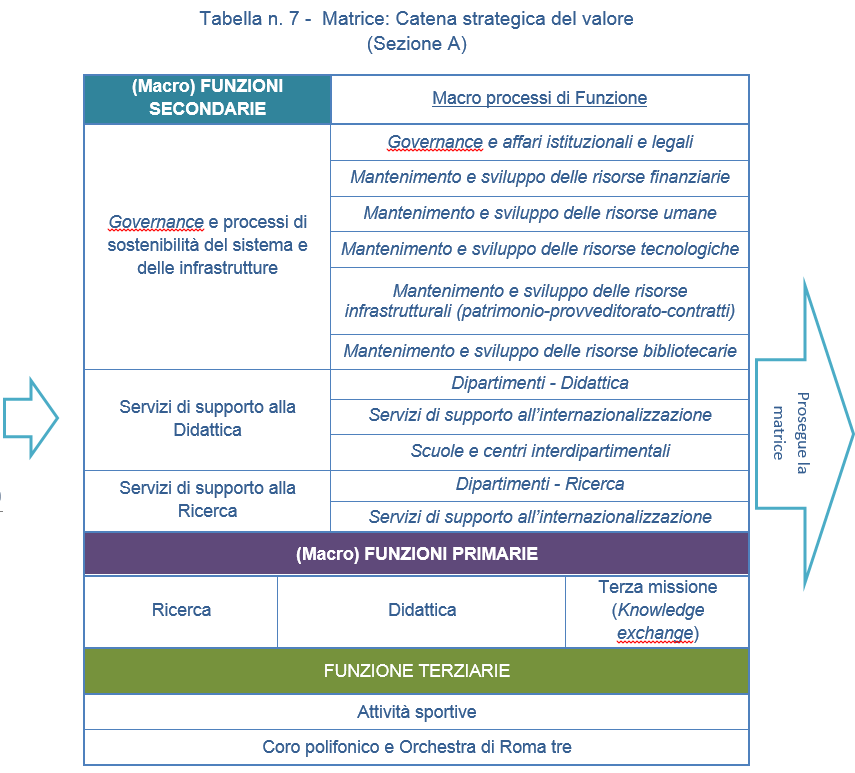 Tabella n. 7 - Matrice: Catena strategica del valore
(Sezione A)
(Macro) FUNZIONI
SECONDARIE
Macro processi di Funzione
Governance e processi di
sostenibilità del sistema e
delle infrastrutture
Governance e affari istituzionali e legali
Mantenimento e sviluppo delle risorse finanziarie
Mantenimento e sviluppo delle risorse umane
Mantenimento e sviluppo delle risorse tecnologiche
Mantenimento e sviluppo delle risorse
infrastrutturali (patrimonio-provveditorato-contratti)
Mantenimento e sviluppo delle risorse bibliotecarie
Servizi di supporto alla
Didattica
Dipartimenti - Didattica
Servizi di supporto all’internazionalizzazione
Scuole e centri interdipartimentali
Servizi di supporto alla
Ricerca
Dipartimenti - Ricerca
Servizi di supporto all’internazionalizzazione
(Macro) FUNZIONI PRIMARIE
Ricerca
Didattica
Terza missione
(Knowledge
exchange)
FUNZIONE TERZIARIE
Attività sportive
Coro polifonico e Orchestra di Roma tre
Prosegue la
matrice